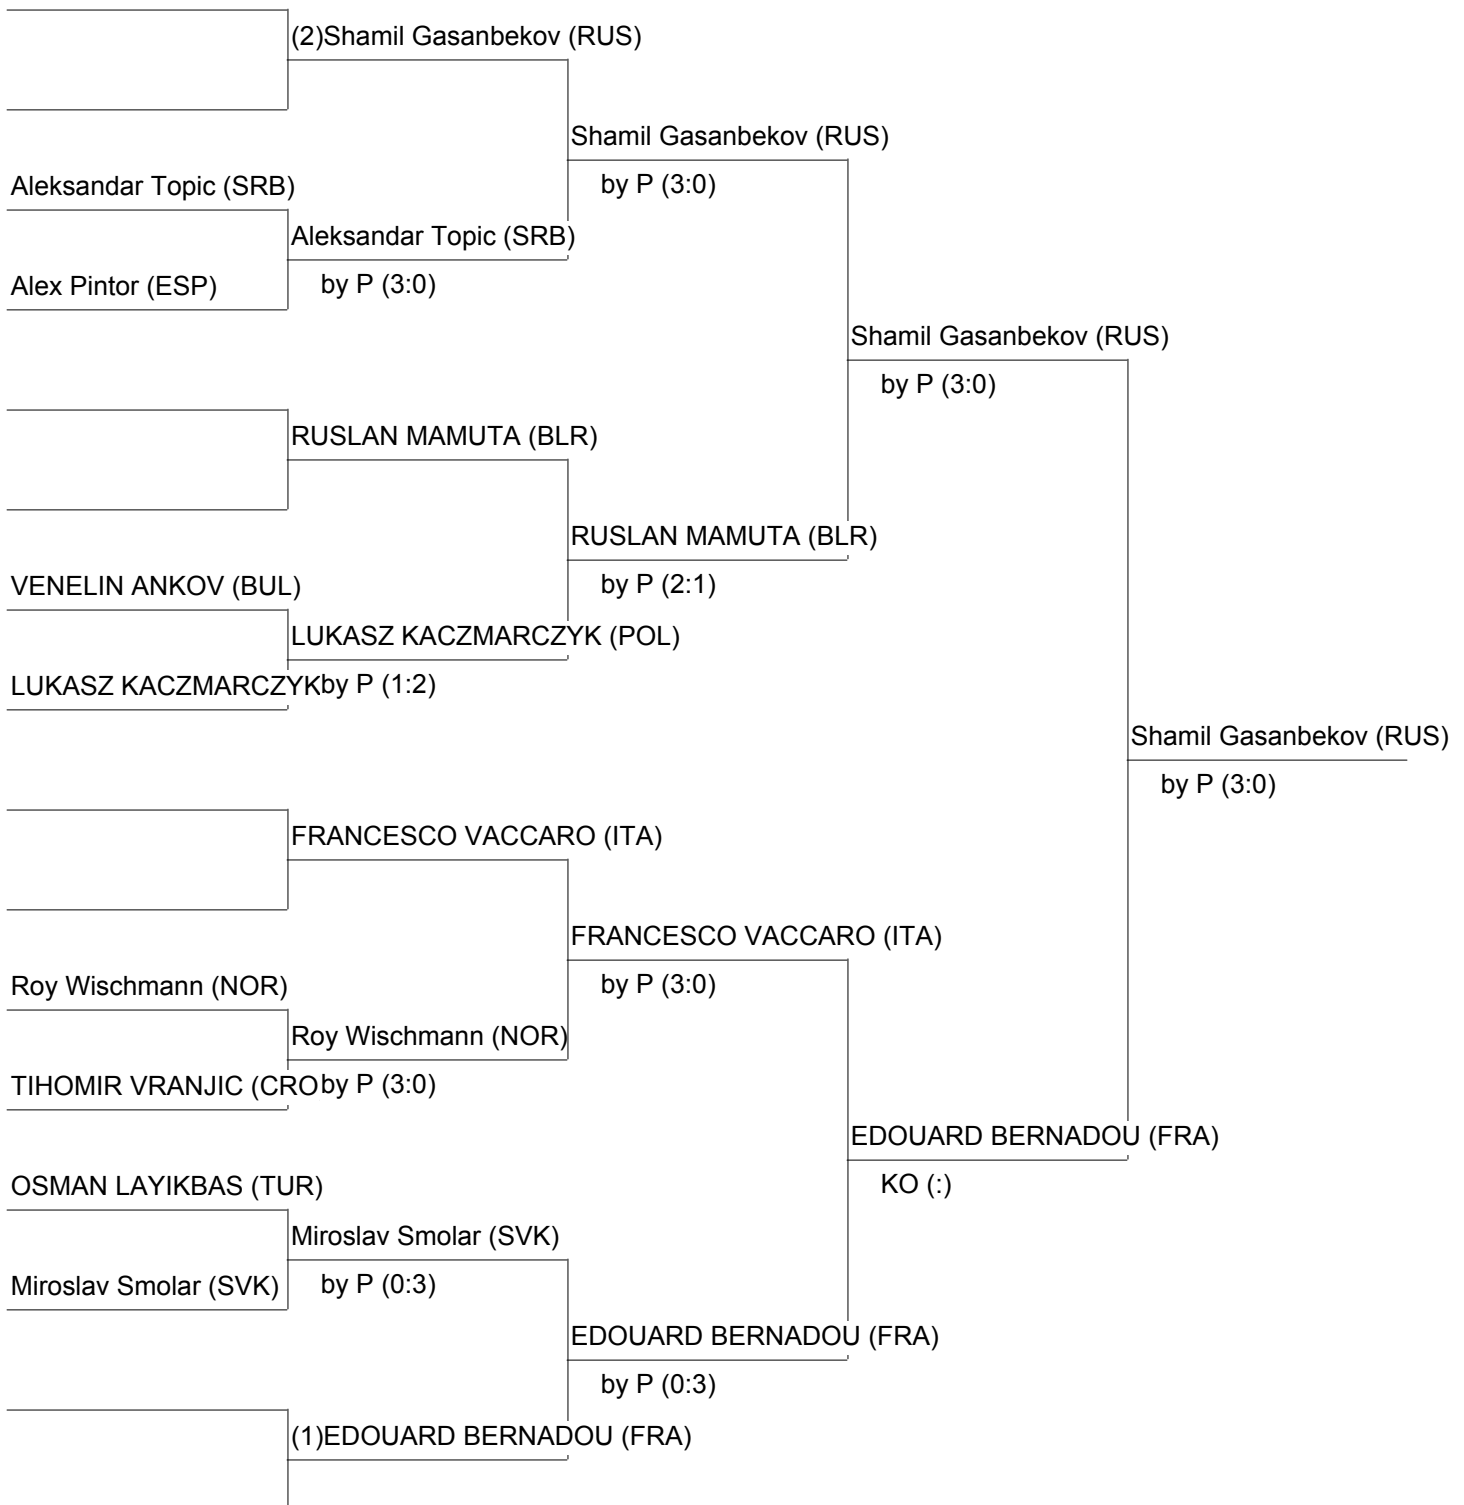 (2)Shamil Gasanbekov (RUS)
Shamil Gasanbekov (RUS)
Aleksandar Topic (SRB)
by P (3:0)
Aleksandar Topic (SRB)
Alex Pintor (ESP)
by P (3:0)
Shamil Gasanbekov (RUS)
by P (3:0)
RUSLAN MAMUTA (BLR)
RUSLAN MAMUTA (BLR)
VENELIN ANKOV (BUL)
by P (2:1)
LUKASZ KACZMARCZYK (POL)
LUKASZ KACZMARCZYK
by P (1:2)
Shamil Gasanbekov (RUS)
by P (3:0)
FRANCESCO VACCARO (ITA)
FRANCESCO VACCARO (ITA)
Roy Wischmann (NOR)
by P (3:0)
Roy Wischmann (NOR)
TIHOMIR VRANJIC (CRO
by P (3:0)
EDOUARD BERNADOU (FRA)
OSMAN LAYIKBAS (TUR)
KO (:)
Miroslav Smolar (SVK)
Miroslav Smolar (SVK)
by P (0:3)
EDOUARD BERNADOU (FRA)
by P (0:3)
(1)EDOUARD BERNADOU (FRA)